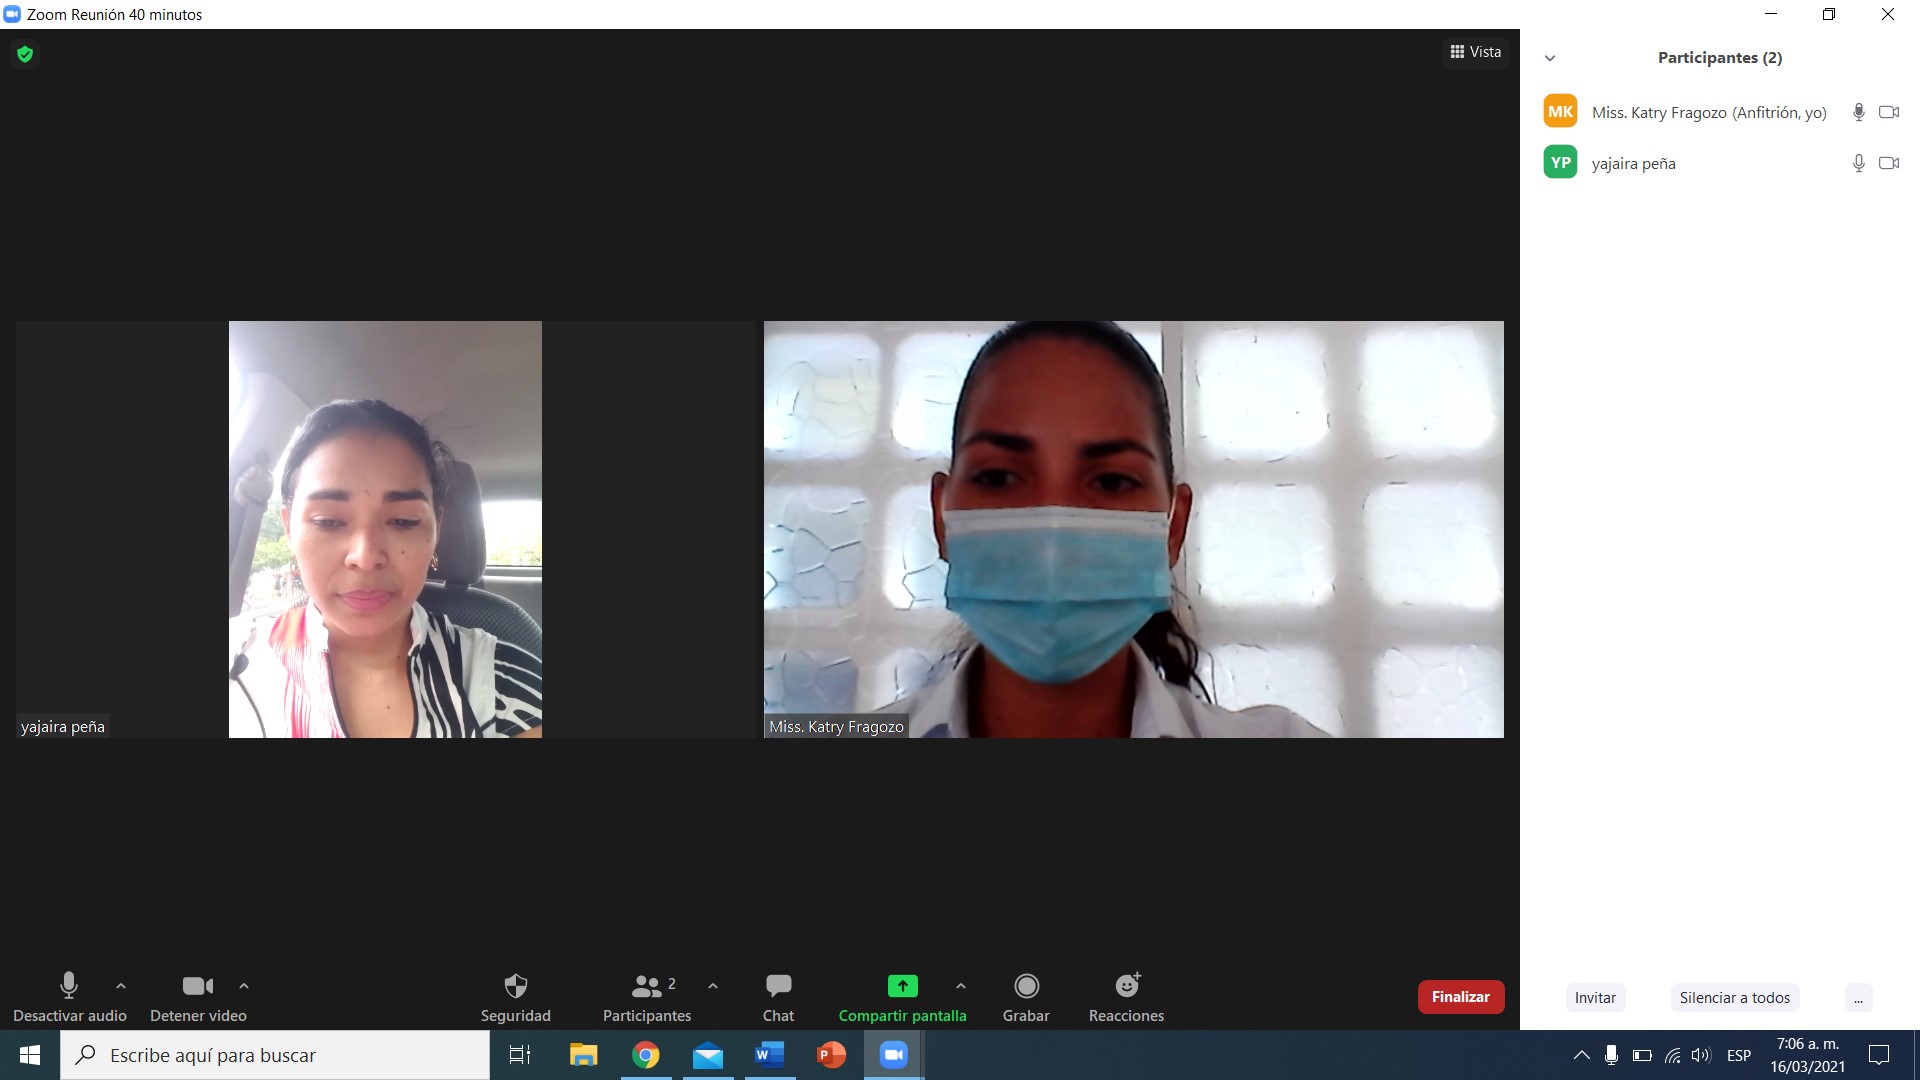 Zoom Reunión 40 minutos
Vista
Participantes (2)
MK Miss. Katry Fragozo (Anfitrión, yo)
YP yajaira peña
yajaira peña
Miss. Katry Fragozo
2
Desactivar audio
Detener video
Seguridad
Participantes
Chat
Compartir pantalla
Grabar
Reacciones
Finalizar
Invitar
Silenciar a todos
...
Escribe aquí para buscar
W
P
ESP
7:06 a. m.
16/03/2021